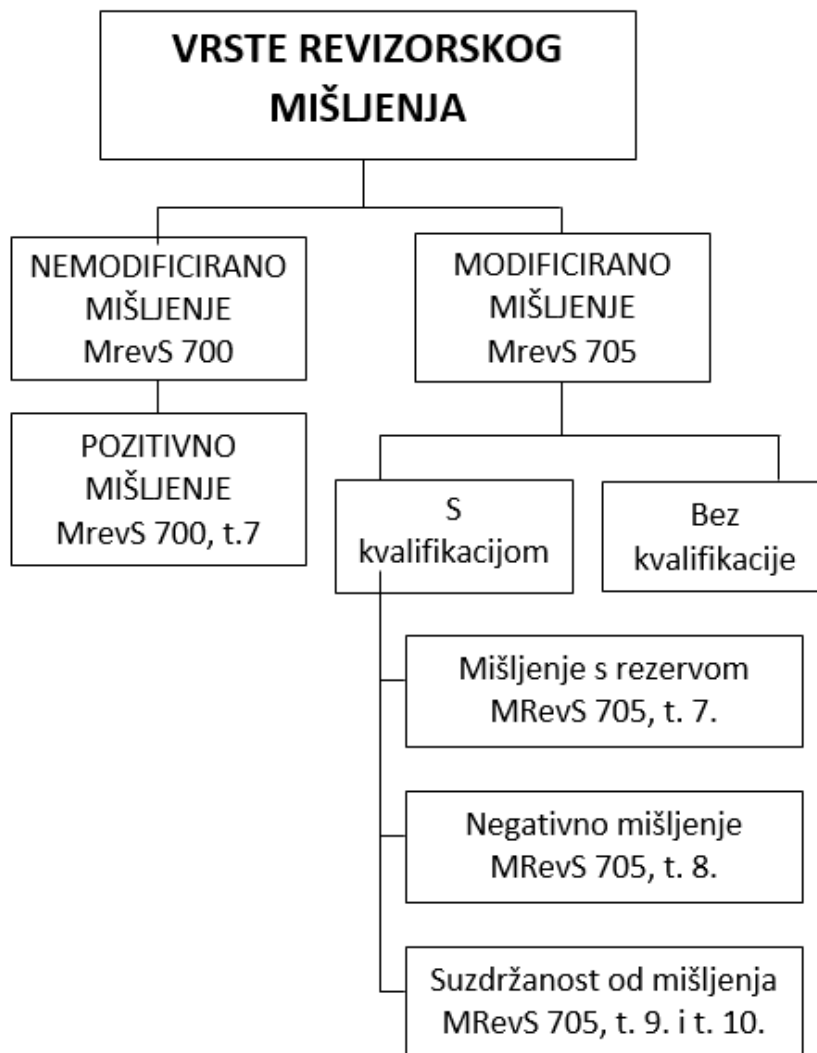 VRSTE REVIZORSKOG
MIŠLJENJA
NEMODIFICIRANO
MIŠLJENJE
MrevS 700
MODIFICIRANO
MIŠLJENJE
MrevS 705
POZITIVNO
MIŠLJENJE
MrevS 700, t.7
S
kvalifikacijom
Bez
kvalifikacije
Mišljenje s rezervom
MRevS 705, t. 7.
Negativno mišljenje
MRevS 705, t. 8.
Suzdržanost od mišljenja
MRevS 705, t. 9. i t. 10.